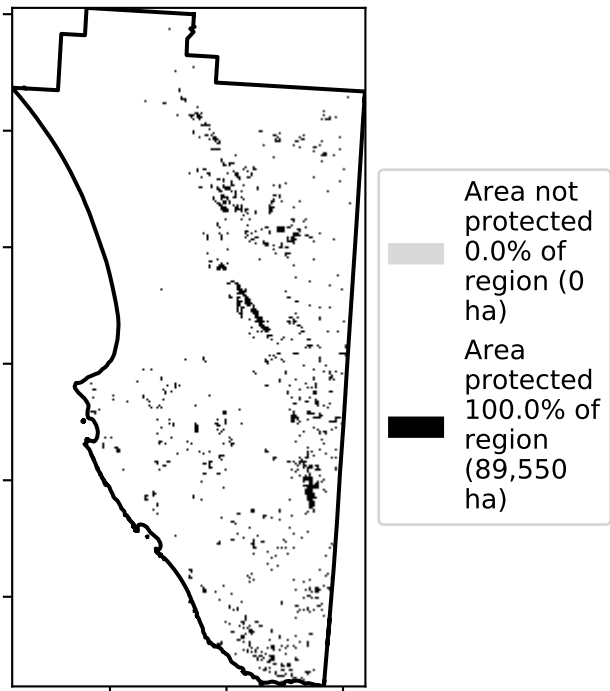 Area not
protected
0.0% of
region (0
ha)
Area
protected
100.0% of
region
(89,550
ha)